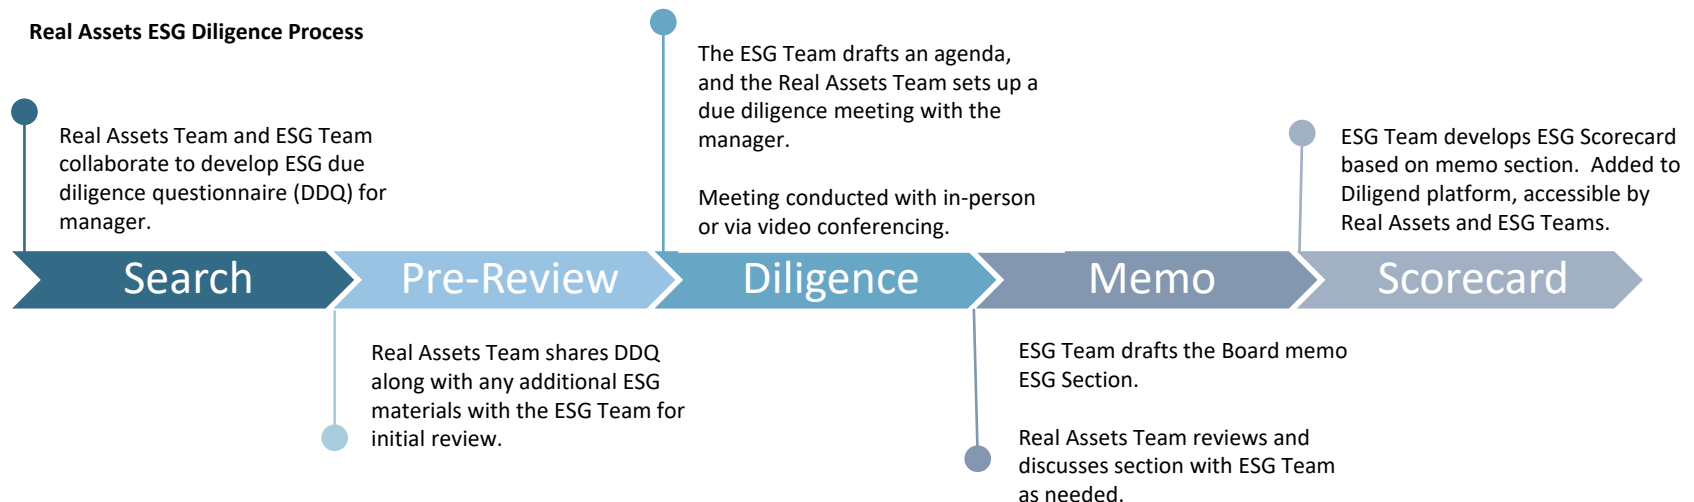 Real Assets ESG Diligence Process
Real Assets Team and ESG Team
collaborate to develop ESG due
diligence questionnaire (DDQ) for
manager.
The ESG Team drafts an agenda,
and the Real Assets Team sets up a
due diligence meeting with the
manager.
Meeting conducted with in-person
or via video conferencing.
ESG Team develops ESG Scorecard
based on memo section.  Added to
Diligend platform, accessible by
Real Assets and ESG Teams.
Search
Pre-Review
Diligence
Memo
Scorecard
Real Assets Team shares DDQ
along with any additional ESG
materials with the ESG Team for
initial review.
ESG Team drafts the Board memo
ESG Section.
Real Assets Team reviews and
discusses section with ESG Team
as needed.